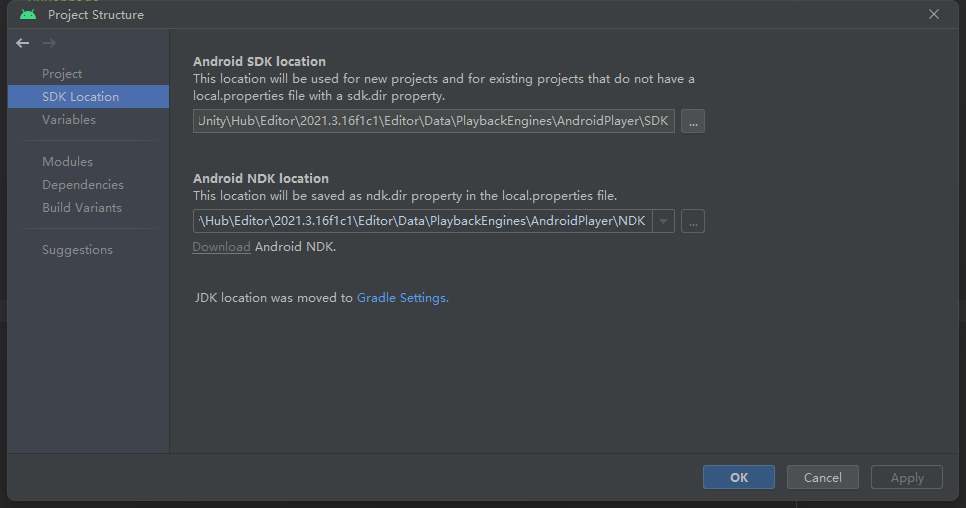 Project Structure
Project
SDK Location
Variables
Modules
Dependencies
Build Variants
Suggestions
Android SDK location
This location will be used for new projects and for existing projects that do not have a
local.properties file with a sdk.dir property.
Unity\Hub\Editor\2021.3.16f1c1\Editor\Data\PlaybackEngines\AndroidPlayer\SDK
...
Android NDK location
This location will be saved as ndk.dir property in the local.properties file.
\Hub\Editor\2021.3.16f1c1\Editor\Data\PlaybackEngines\AndroidPlayer\NDK
...
Download Android NDK.
JDK location was moved to Gradle Settings.
OK
Cancel
Apply